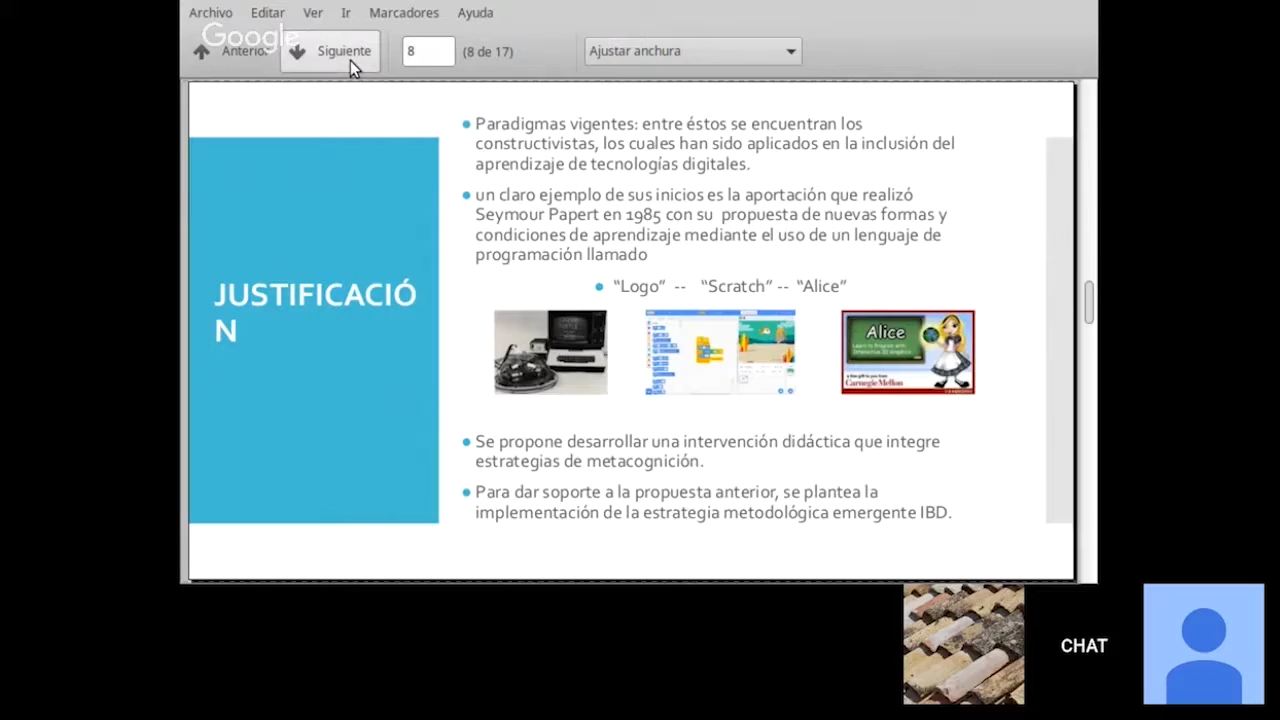 Archivo Editar Ver Ir Marcadores Ayuda
Google
Anterior Siguiente 8 (8 de 17) Ajustar anchura
JUSTIFICACIÓ
N
Paradigmas vigentes: entre éstos se encuentran los
constructivistas, los cuales han sido aplicados en la inclusión del
aprendizaje de tecnologías digitales.
un claro ejemplo de sus inicios es la aportación que realizó
Seymour Papert en 1985 con su propuesta de nuevas formas y
condiciones de aprendizaje mediante el uso de un lenguaje de
programación llamado
“Logo” -- “Scratch” -- “Alice”
Alice
Carnegie Mellon
Se propone desarrollar una intervención didáctica que integre
estrategias de metacognición.
Para dar soporte a la propuesta anterior, se plantea la
implementación de la estrategia metodológica emergente IBD.
CHAT